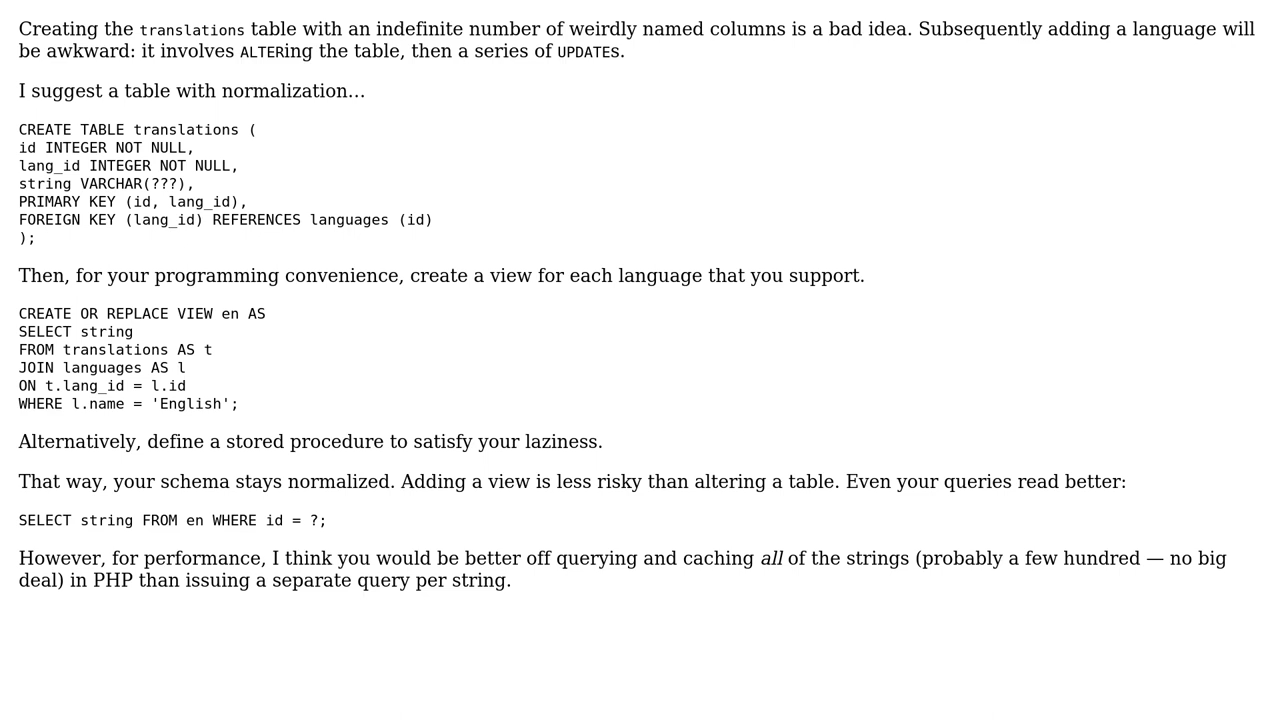 Creating the translations table with an indefinite number of weirdly named columns is a bad idea. Subsequently adding a language will
be awkward: it involves ALTERing the table, then a series of UPDATEs.
I suggest a table with normalization…
CREATE TABLE translations (
id INTEGER NOT NULL,
lang_id INTEGER NOT NULL,
string VARCHAR(???),
PRIMARY KEY (id, lang_id),
FOREIGN KEY (lang_id) REFERENCES languages (id)
);
Then, for your programming convenience, create a view for each language that you support.
CREATE OR REPLACE VIEW en AS
SELECT string
FROM translations AS t
JOIN languages AS l
ON t.lang_id = l.id
WHERE l.name = 'English';
Alternatively, define a stored procedure to satisfy your laziness.
That way, your schema stays normalized. Adding a view is less risky than altering a table. Even your queries read better:
SELECT string FROM en WHERE id = ?;
However, for performance, I think you would be better off querying and caching all of the strings (probably a few hundred — no big
deal) in PHP than issuing a separate query per string.